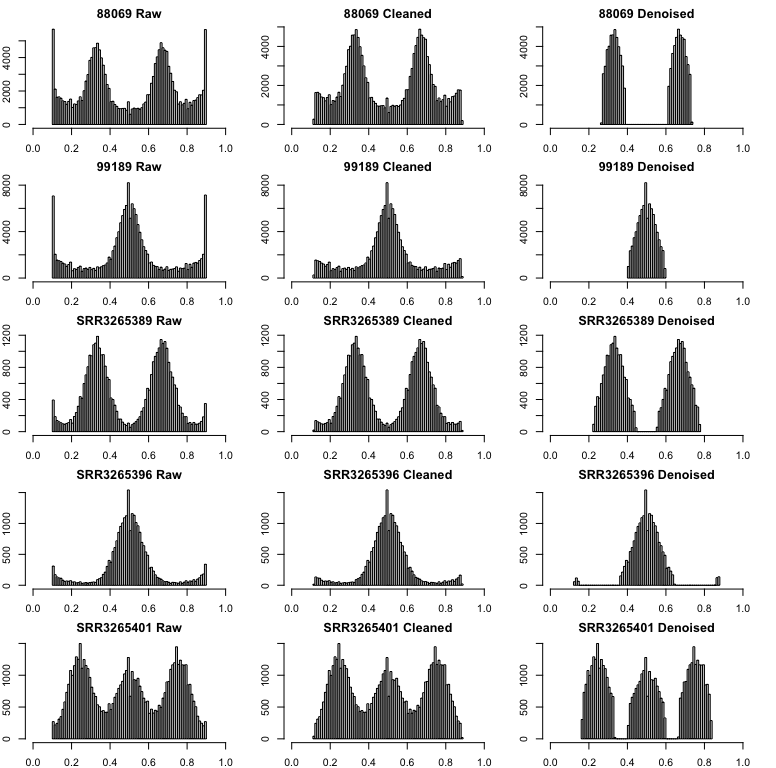 88069 Raw 88069 Cleaned 88069 Denoised
0 2000 4000 0 2000 4000 0 2000 4000
0.0 0.2 0.4 0.6 0.8 1.0 0.0 0.2 0.4 0.6 0.8 1.0 0.0 0.2 0.4 0.6 0.8 1.0
99189 Raw 99189 Cleaned 99189 Denoised
0 4000 8000 0 4000 8000 0 4000 8000
0.0 0.2 0.4 0.6 0.8 1.0 0.0 0.2 0.4 0.6 0.8 1.0 0.0 0.2 0.4 0.6 0.8 1.0
SRR3265389 Raw SRR3265389 Cleaned SRR3265389 Denoised
0 400 800 1200 0 400 800 1200 0 400 800 1200
0.0 0.2 0.4 0.6 0.8 1.0 0.0 0.2 0.4 0.6 0.8 1.0 0.0 0.2 0.4 0.6 0.8 1.0
SRR3265396 Raw SRR3265396 Cleaned SRR3265396 Denoised
0 500 1000 0 500 1000 0 500 1000
0.0 0.2 0.4 0.6 0.8 1.0 0.0 0.2 0.4 0.6 0.8 1.0 0.0 0.2 0.4 0.6 0.8 1.0
SRR3265401 Raw SRR3265401 Cleaned SRR3265401 Denoised
0 500 1000 0 500 1000 0 500 1000
0.0 0.2 0.4 0.6 0.8 1.0 0.0 0.2 0.4 0.6 0.8 1.0 0.0 0.2 0.4 0.6 0.8 1.0